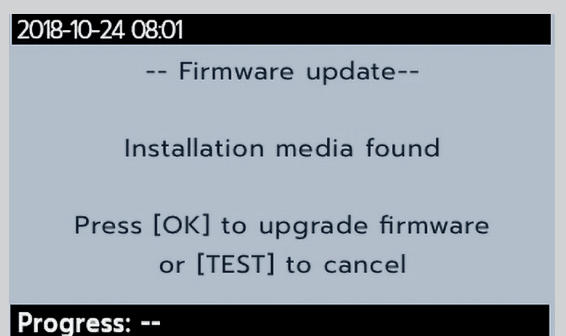 2018-10-24 08:01
-- Firmware update--
Installation media found
Press [OK] to upgrade firmware
or [TEST] to cancel
Progress: --